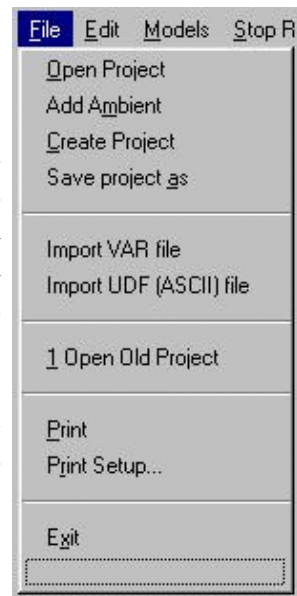 File Edit Models Stop R
Open Project
Add Ambient
Create Project
Save project as
Import VAR file
Import UDF (ASCII) file
1 Open Old Project
Print
Print Setup...
Exit